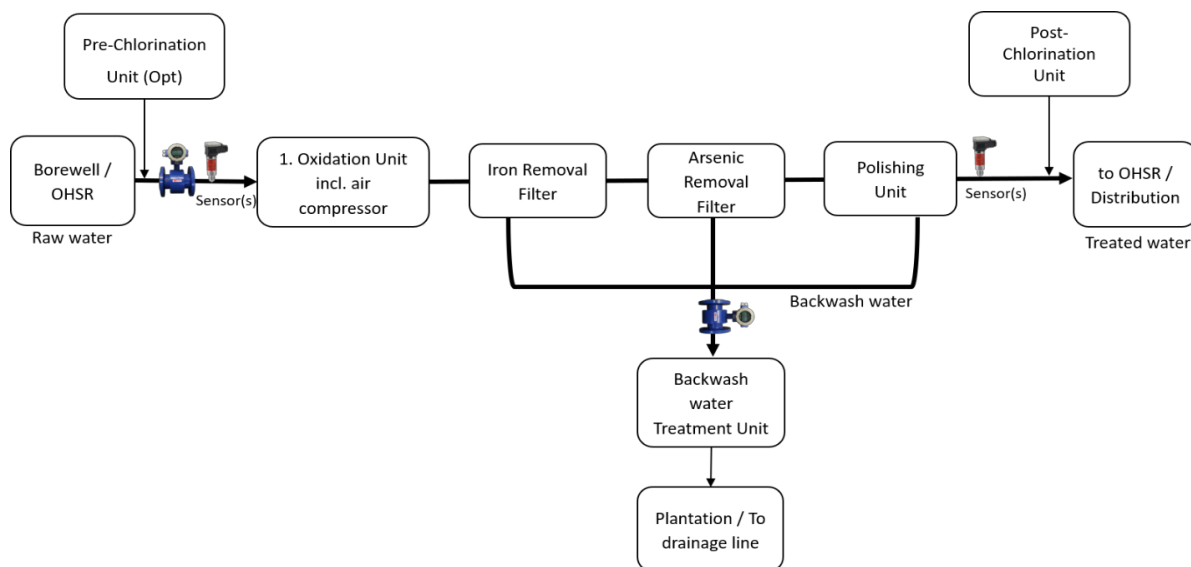 Pre-Chlorination
Unit (Opt)
Post-
Chlorination
Unit
Borewell /
OHSR
Raw water
Sensor(s)
1. Oxidation Unit
incl. air
compressor
Iron Removal
Filter
Arsenic
Removal
Filter
Polishing
Unit
Sensor(s)
to OHSR /
Distribution
Treated water
Backwash water
Backwash
water
Treatment Unit
Plantation / To
drainage line